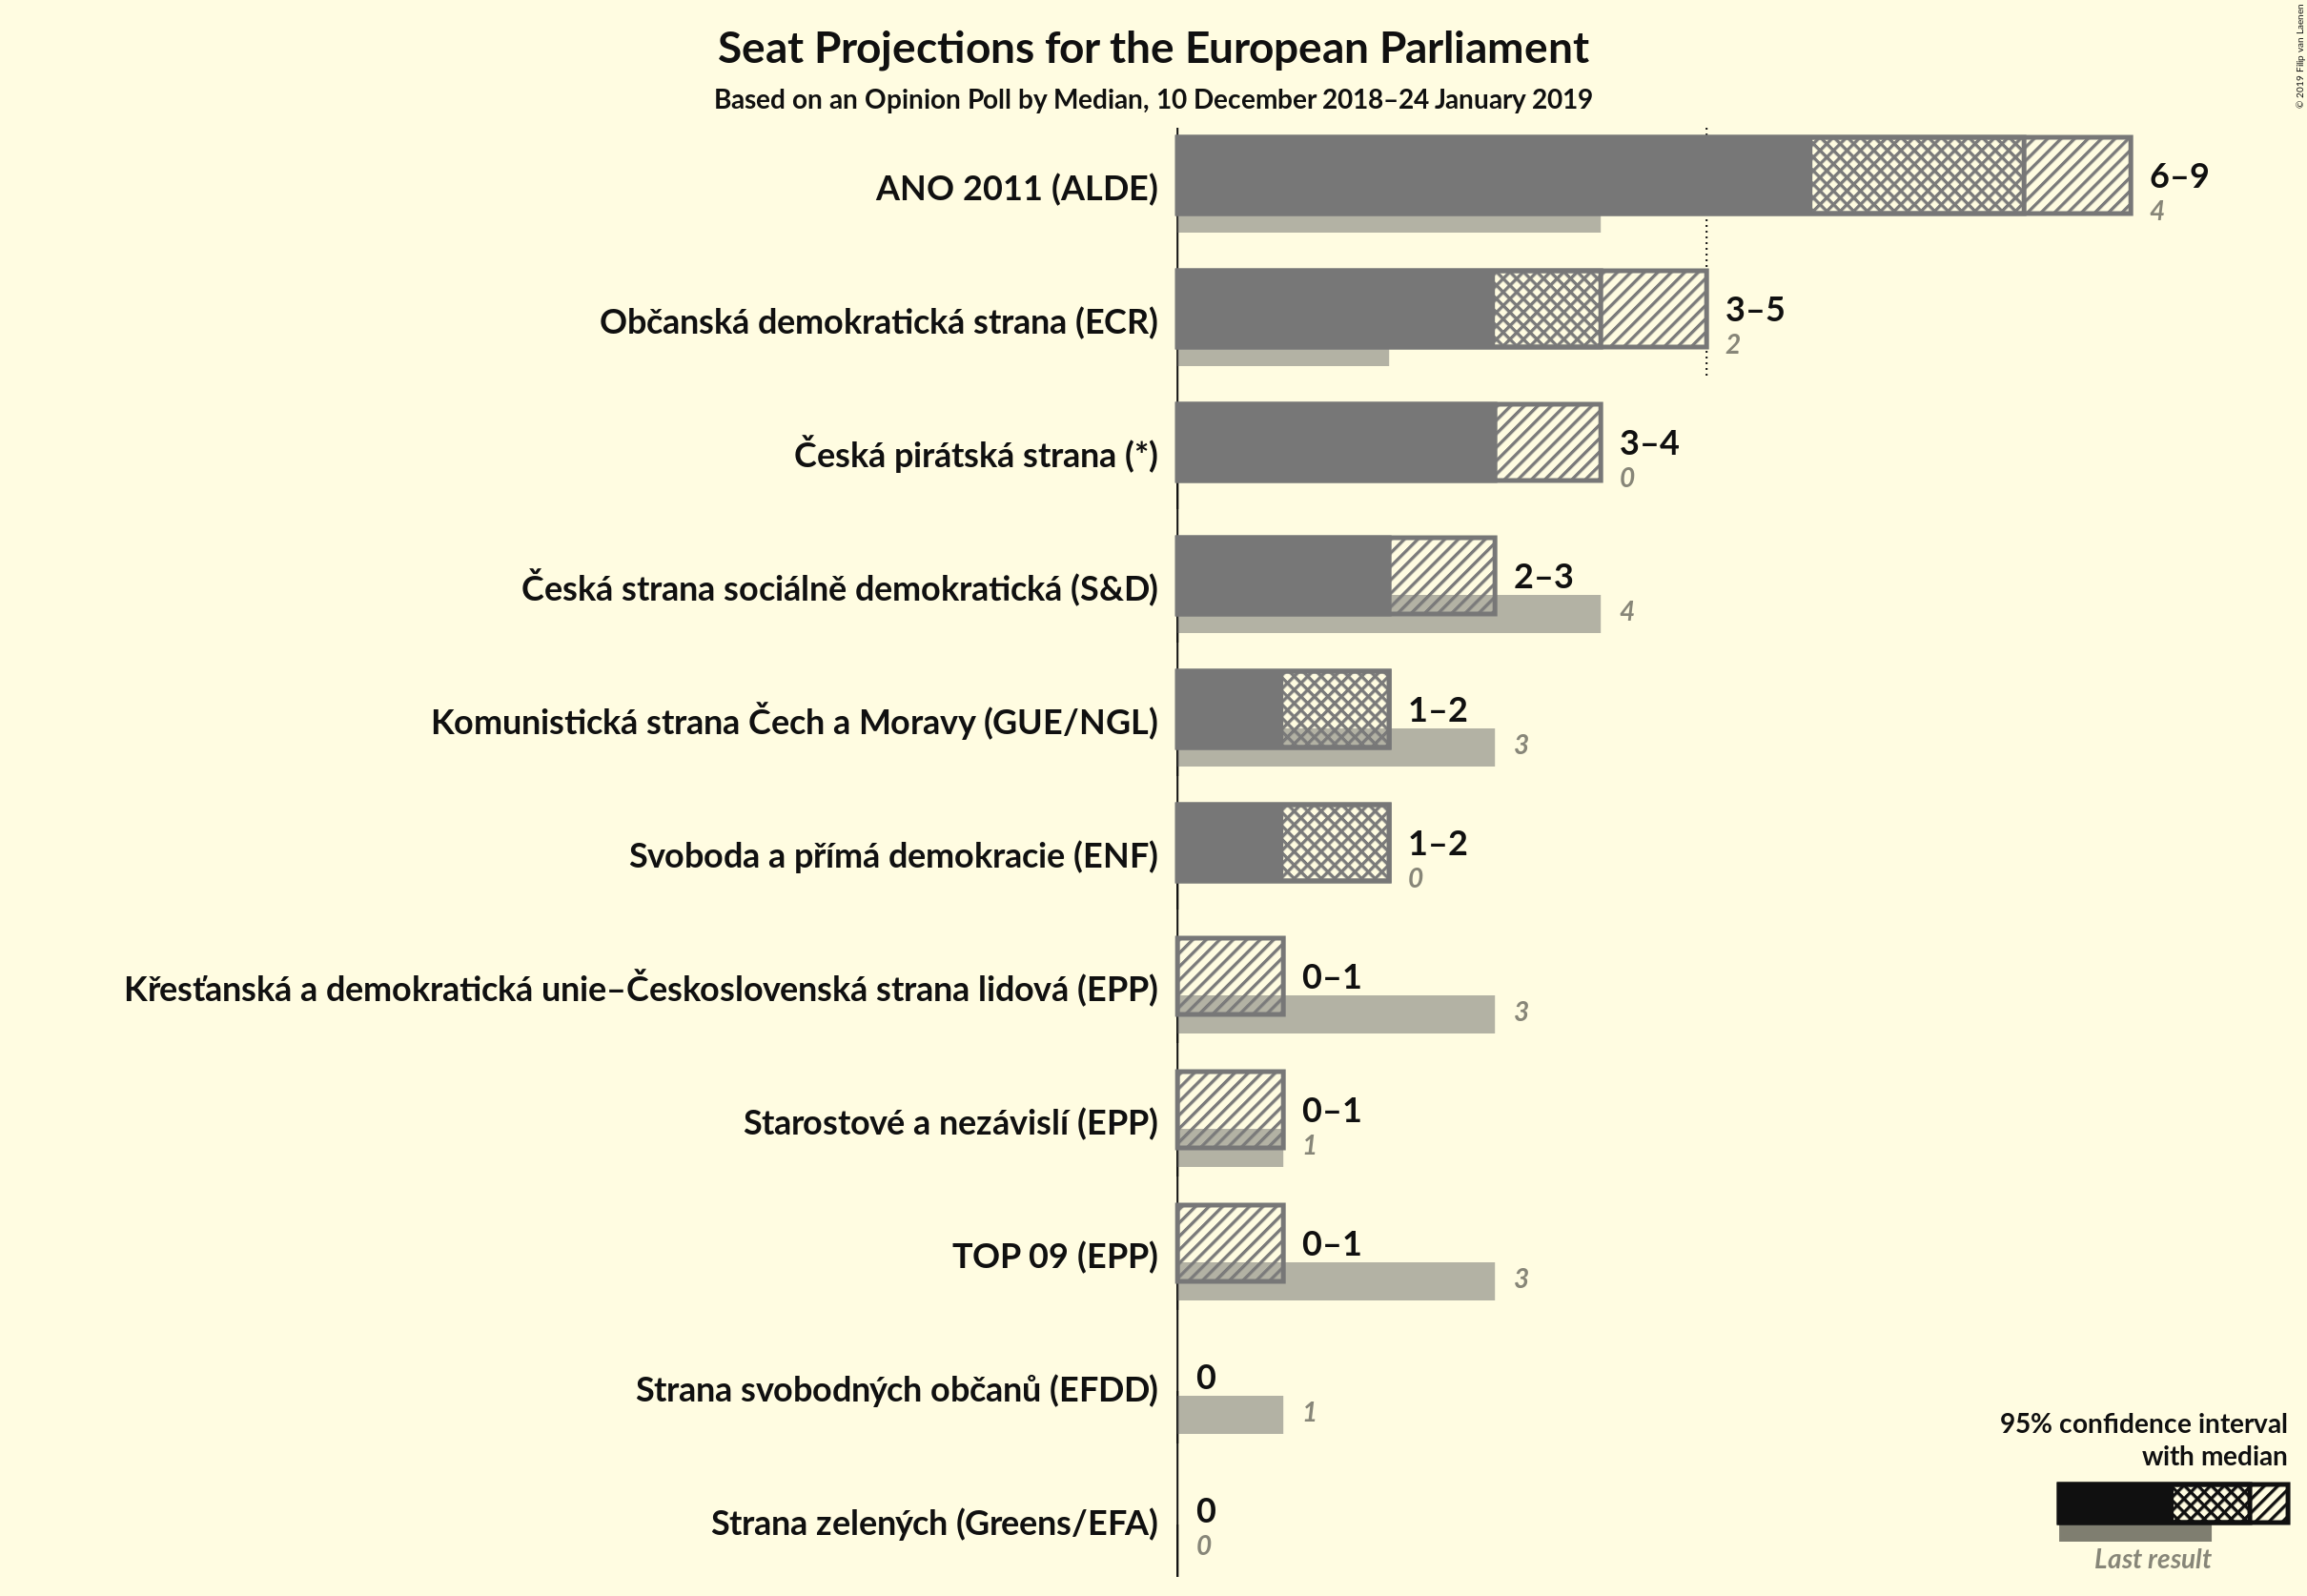 Seat Projections for the European Parliament
Based on an Opinion Poll by Median, 10 December 2018–24 January 2019
© 2019 Filip van Laenen
ANO 2011 (ALDE)
6–9
4
Občanská demokratická strana (ECR)
3–5
2
Česká pirátská strana (*)
3–4
0
Česká strana sociálně demokratická (S&D)
2–3
4
Komunistická strana Čech a Moravy (GUE/NGL)
1–2
3
Svoboda a přímá demokracie (ENF)
1–2
0
Křesťanská a demokratická unie–Československá strana lidová (EPP)
0–1
3
Starostové a nezávislí (EPP)
0–1
1
TOP 09 (EPP)
0–1
3
Strana svobodných občanů (EFDD)
0
1
Strana zelených (Greens/EFA)
0
0
95% confidence interval
with median
Last result